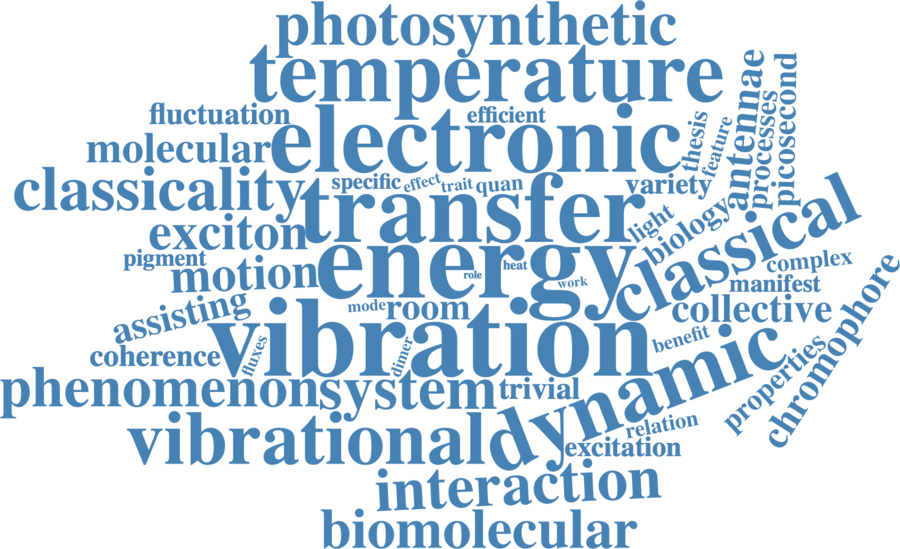 photosynthetic
temperature
fluctuation
efficient
electronic
molecular
thesis
feature
antennae
processes
picosecond
classicality
specific
effect
trait
quan
variety
transfer
exciton
light
biology
classical
pigment
motion
energy
role
heat
work
complex
manifest
assisting
mode
room
collective
chromophore
vibration
coherence
fluxes
dimer
benefit
phenomenon
system
trivial
dynamic
properties
vibrational
relation
excitation
interaction
biomolecular